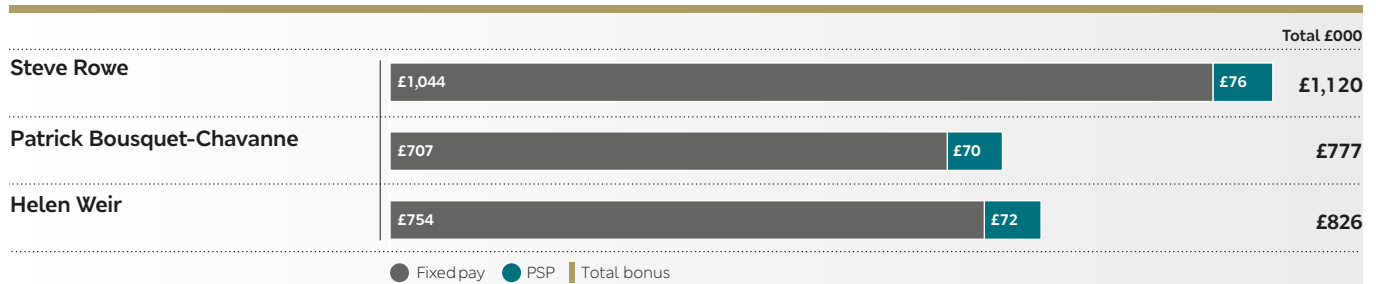 Total £000
Steve Rowe £1,044 £76 £1,120
Patrick Bousquet-Chavanne £707 £70 £777
Helen Weir £754 £72 £826
Fixed pay PSP Total bonus